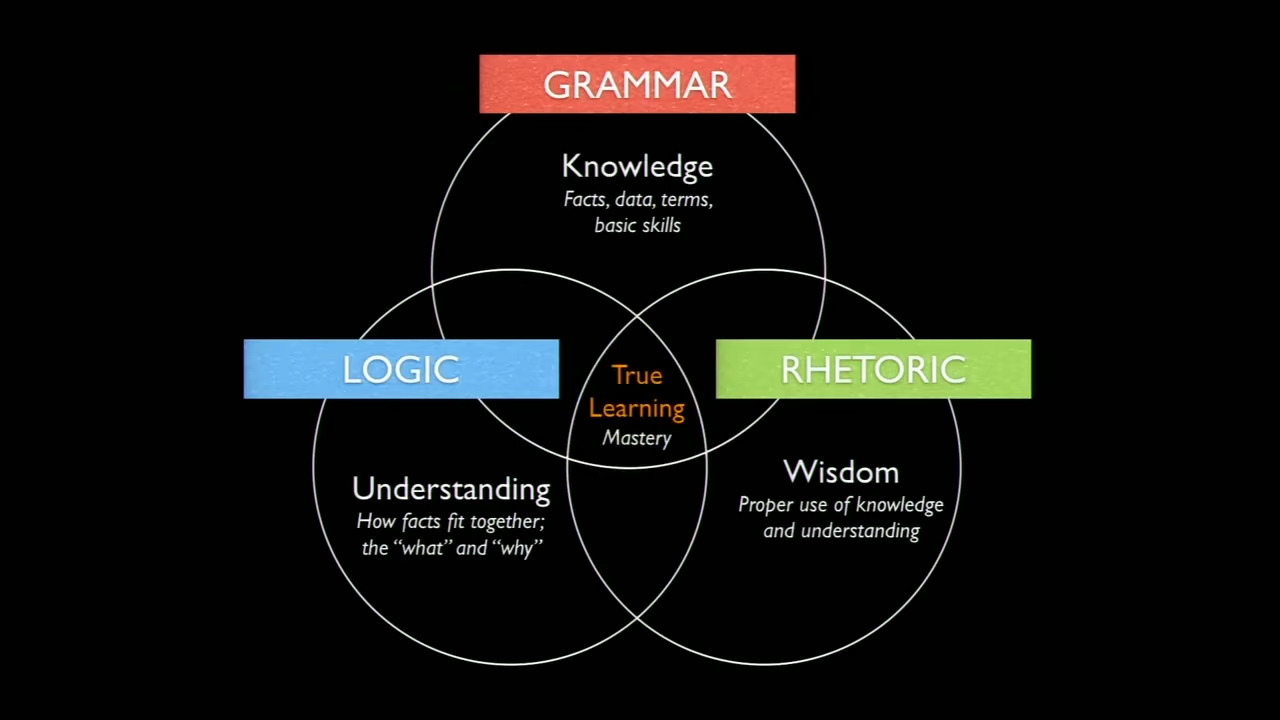 GRAMMAR
Knowledge
Facts, data, terms,
basic skills
LOGIC
RHETORIC
True
Learning
Mastery
Understanding
How facts fit together;
the “what” and “why”
Wisdom
Proper use of knowledge
and understanding